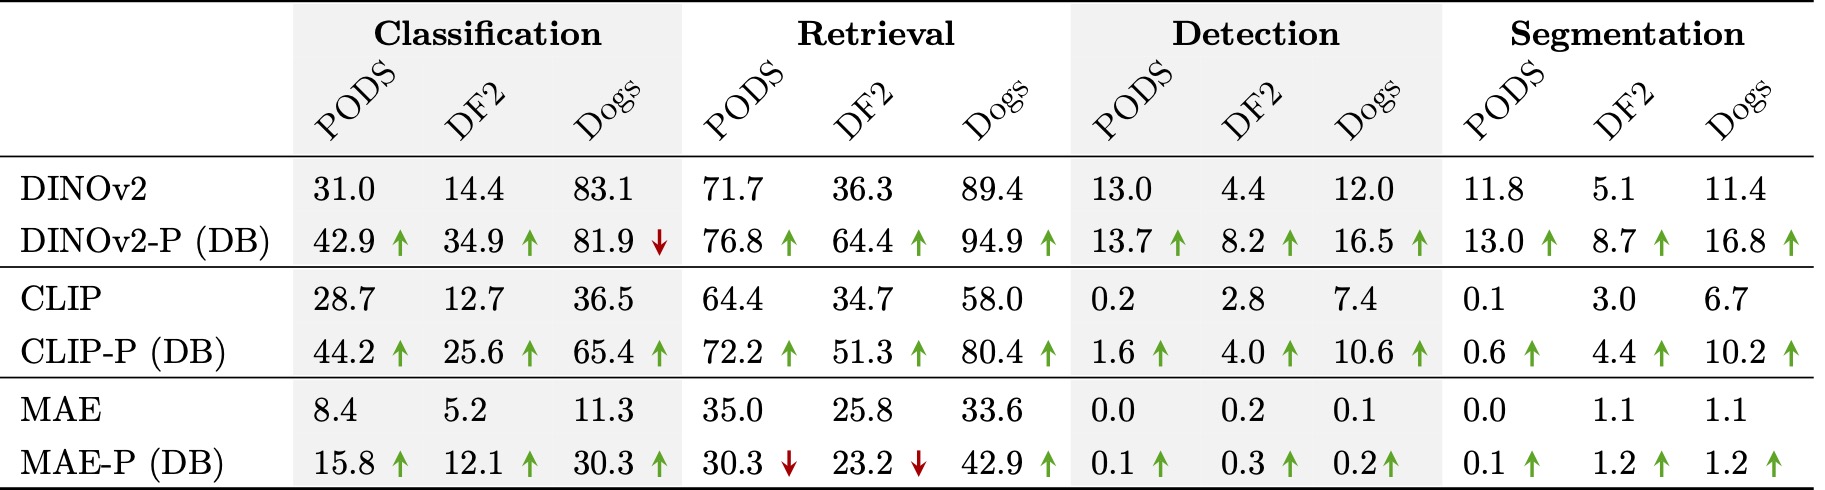 Classification Retrieval Detection Segmentation
PODS DF2 Dogs PODS DF2 Dogs PODS DF2 Dogs PODS DF2 Dogs
DINOv2 31.0 14.4 83.1 71.7 36.3 89.4 13.0 4.4 12.0 11.8 5.1 11.4
DINOv2-P (DB) 42.9 ↑ 34.9 ↑ 81.9 ↓ 76.8 ↑ 64.4 ↑ 94.9 ↑ 13.7 ↑ 8.2 ↑ 16.5 ↑ 13.0 ↑ 8.7 ↑ 16.8 ↑
CLIP 28.7 12.7 36.5 64.4 34.7 58.0 0.2 2.8 7.4 0.1 3.0 6.7
CLIP-P (DB) 44.2 ↑ 25.6 ↑ 65.4 ↑ 72.2 ↑ 51.3 ↑ 80.4 ↑ 1.6 ↑ 4.0 ↑ 10.6 ↑ 0.6 ↑ 4.4 ↑ 10.2 ↑
MAE 8.4 5.2 11.3 35.0 25.8 33.6 0.0 0.2 0.1 0.0 1.1 1.1
MAE-P (DB) 15.8 ↑ 12.1 ↑ 30.3 ↑ 30.3 ↓ 23.2 ↓ 42.9 ↑ 0.1 ↑ 0.3 ↑ 0.2 ↑ 0.1 ↑ 1.2 ↑ 1.2 ↑